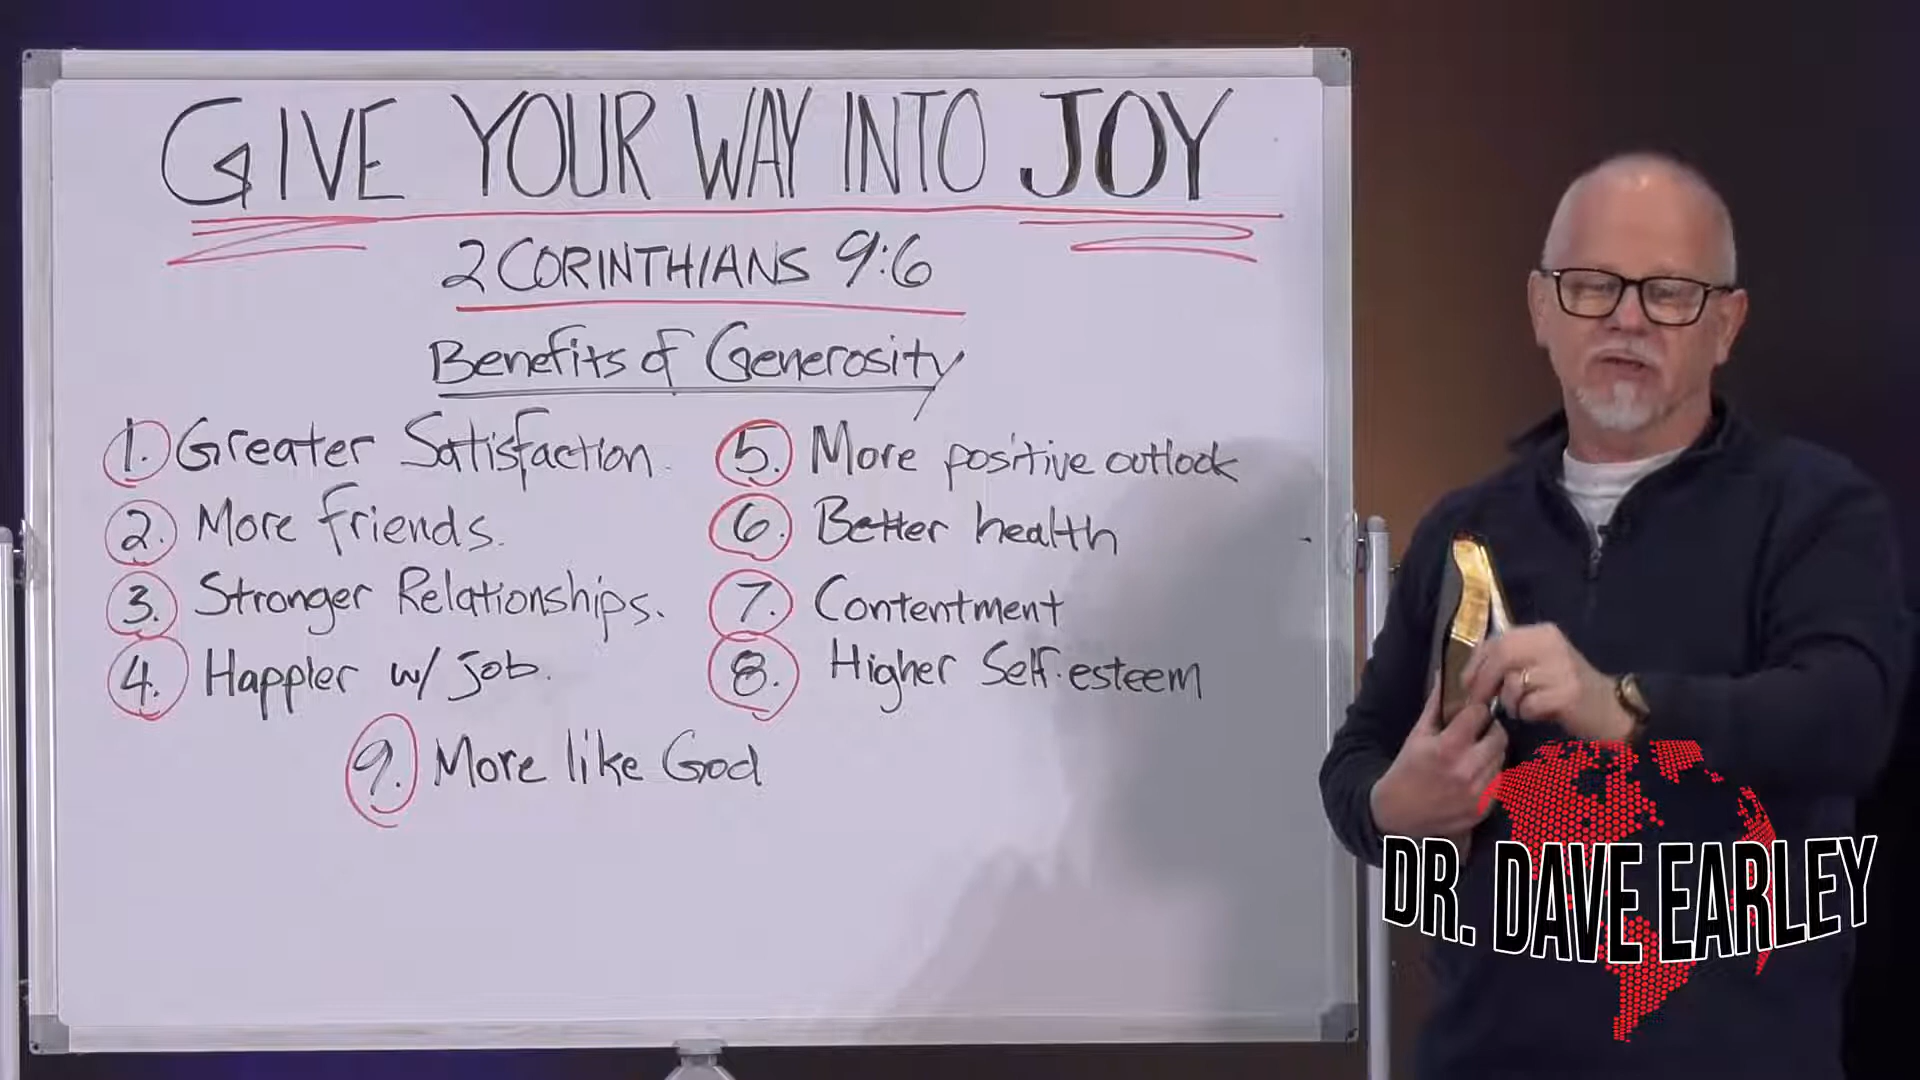 GIVE YOUR WAY INTO JOY
2 CORINTHIANS 9:6
Benefits of Generosity
1. Greater Satisfaction.
2. More friends.
3. Stronger Relationships.
4. Happier w/ job.
5. More positive outlook
6. Better health
7. Contentment
8. Higher Self-esteem
9. More like God
DR. DAVE EARLEY